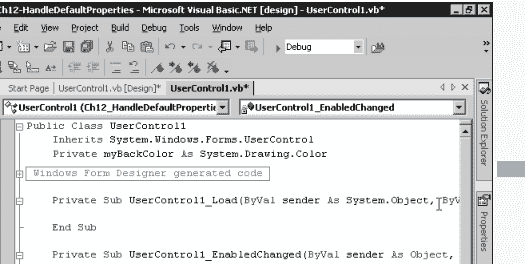 Ch12-HandleDefaultProperties - Microsoft Visual Basic.NET [design] - UserControl1.vb*
Edit View Project Build Debug Tools Window Help
Debug
Start Page UserControl1.vb [Design]* UserControl1.vb*
UserControl1 (Ch12_HandleDefaultPropertie UserControl1_EnabledChanged
Public Class UserControl1
Inherits System.Windows.Forms.UserControl
Private myBackColor As System.Drawing.Color
Windows Form Designer generated code
Private Sub UserControl1_Load(ByVal sender As System.Object, ByV
End Sub
Private Sub UserControl1_EnabledChanged(ByVal sender As Object,
Solution Explorer
Properties